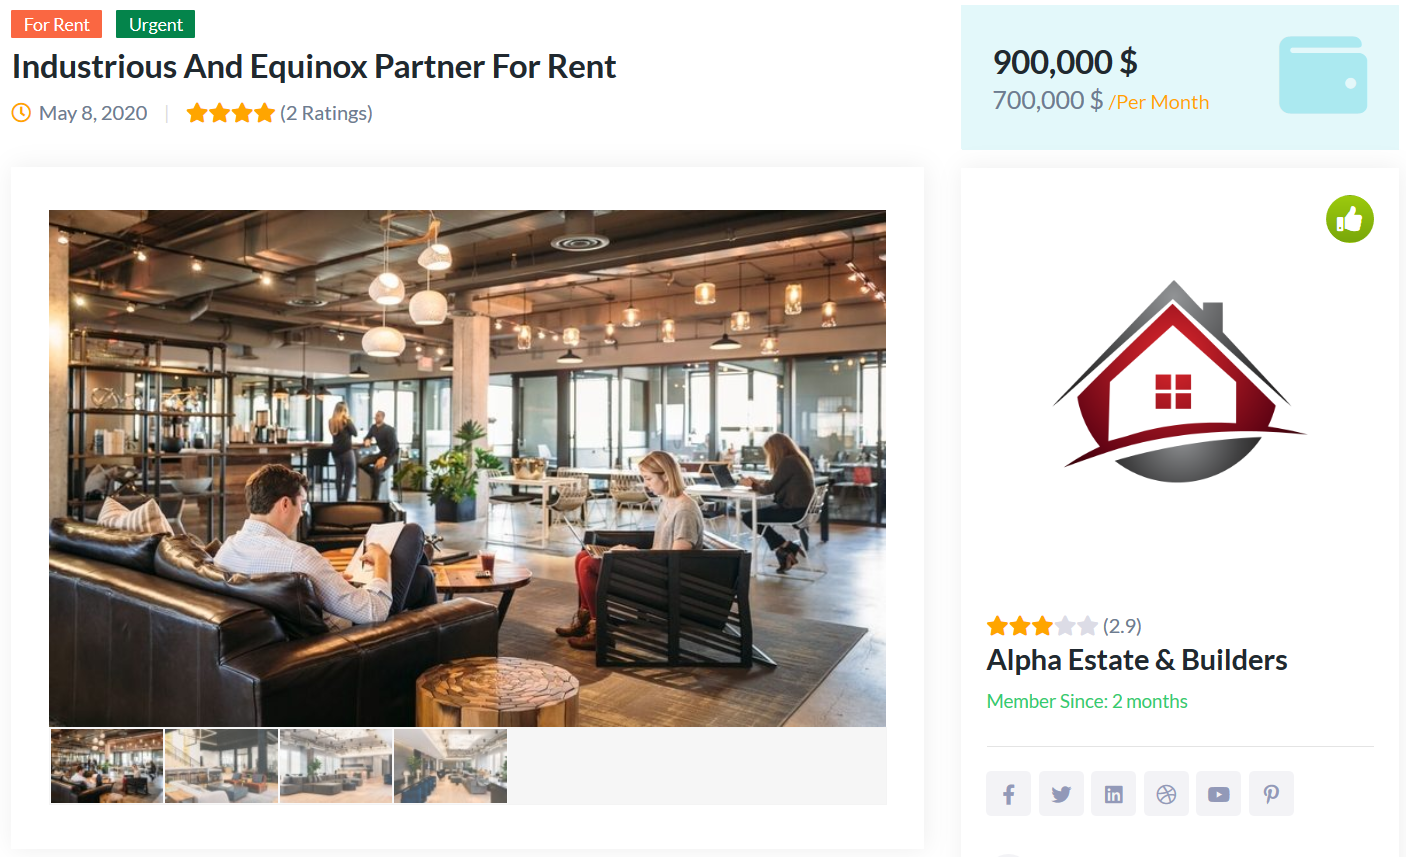 For Rent
Urgent
Industrious And Equinox Partner For Rent
May 8, 2020
(2 Ratings)
900,000 $
700,000 $ /Per Month
(2.9)
Alpha Estate & Builders
Member Since: 2 months